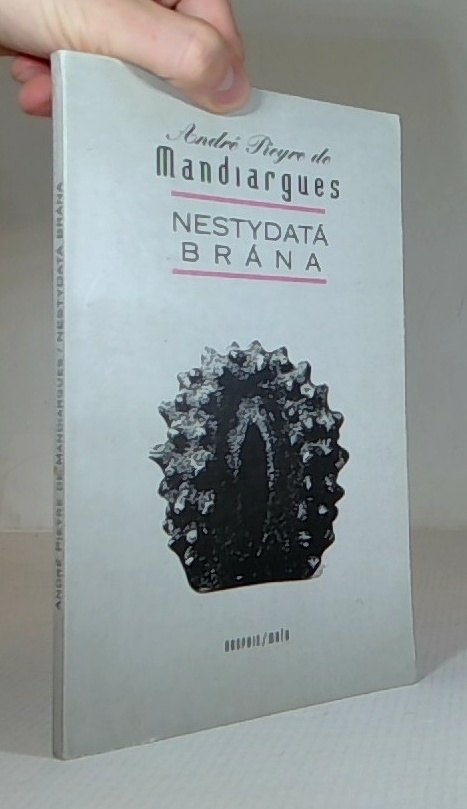 André Pieyre de
Mandiargues
NESTYDATÁ
BRÁNA
ANDRÉ PIEYRE DE MANDIARGUES / NESTYDATÁ BRÁNA